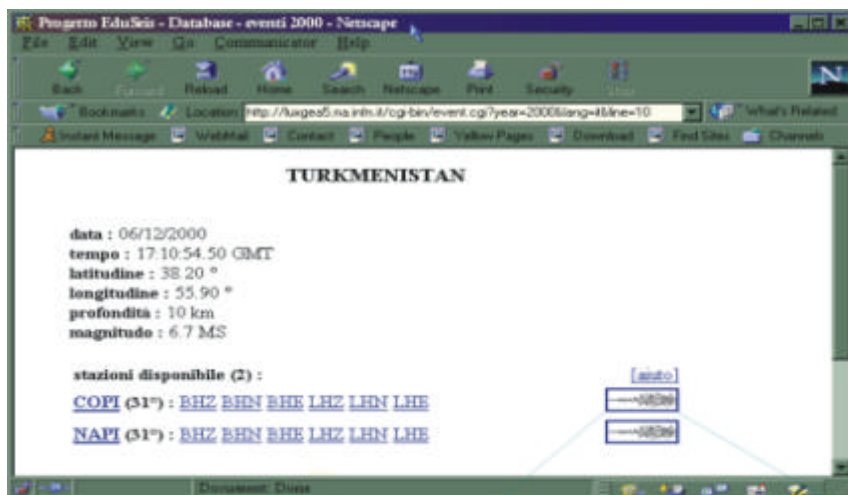 Progetto EduSeis - Database - eventi 2000 - Netscape
File Edit View Go Communicator Help
Back Forward Reload Home Search Netscape Print Security Stop
Bookmarks Location: http://luxgea5.na.infn.it/cgi-bin/event.cgi?year=2000&lang=it&line=10 What's Related
Instant Message WebMail Contact People Yellow Pages Download Find Sites Channels
TURKMENISTAN
data : 06/12/2000
tempo : 17:10:54.50 GMT
latitudine : 38.20 °
longitudine : 55.90 °
profondità : 10 km
magnitudo : 6.7 MS
stazioni disponibile (2) : [aiuto]
COPI (31°) : BHZ BHN BHE LHZ LHN LHE
NAPI (31°) : BHZ BHN BHE LHZ LHN LHE
Document: Done